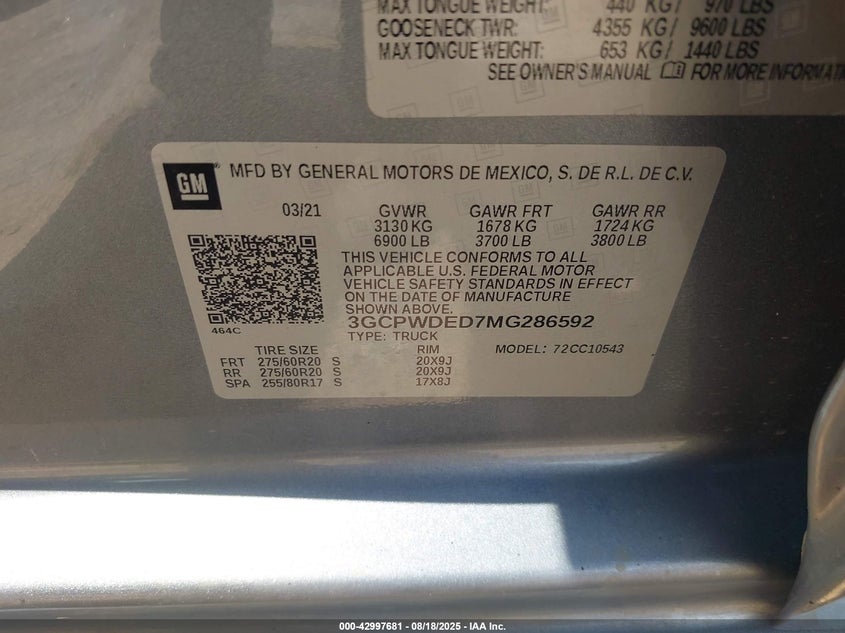 MAX TONGUE WEIGHT: 440 KG / 970 LBS
GOOSENECK TWR: 4355 KG / 9600 LBS
MAX TONGUE WEIGHT: 653 KG / 1440 LBS
SEE OWNER'S MANUAL FOR MORE INFORMATI
GM ® MFD BY GENERAL MOTORS DE MEXICO, S. DE R.L. DE C.V.
03/21 GVWR GAWR FRT GAWR RR
3130 KG 1678 KG 1724 KG
6900 LB 3700 LB 3800 LB
THIS VEHICLE CONFORMS TO ALL
APPLICABLE U.S. FEDERAL MOTOR
VEHICLE SAFETY STANDARDS IN EFFECT
ON THE DATE OF MANUFACTURE
SHOWN ABOVE.
464C
3GCPWDED7MG286592
TYPE: TRUCK MODEL: 72CC10543
TIRE SIZE RIM
FRT 275/60R20 S 20X9J
RR 275/60R20 S 20X9J
SPA 255/80R17 S 17X8J
000-42997681 - 08/18/2025 - IAA Inc.